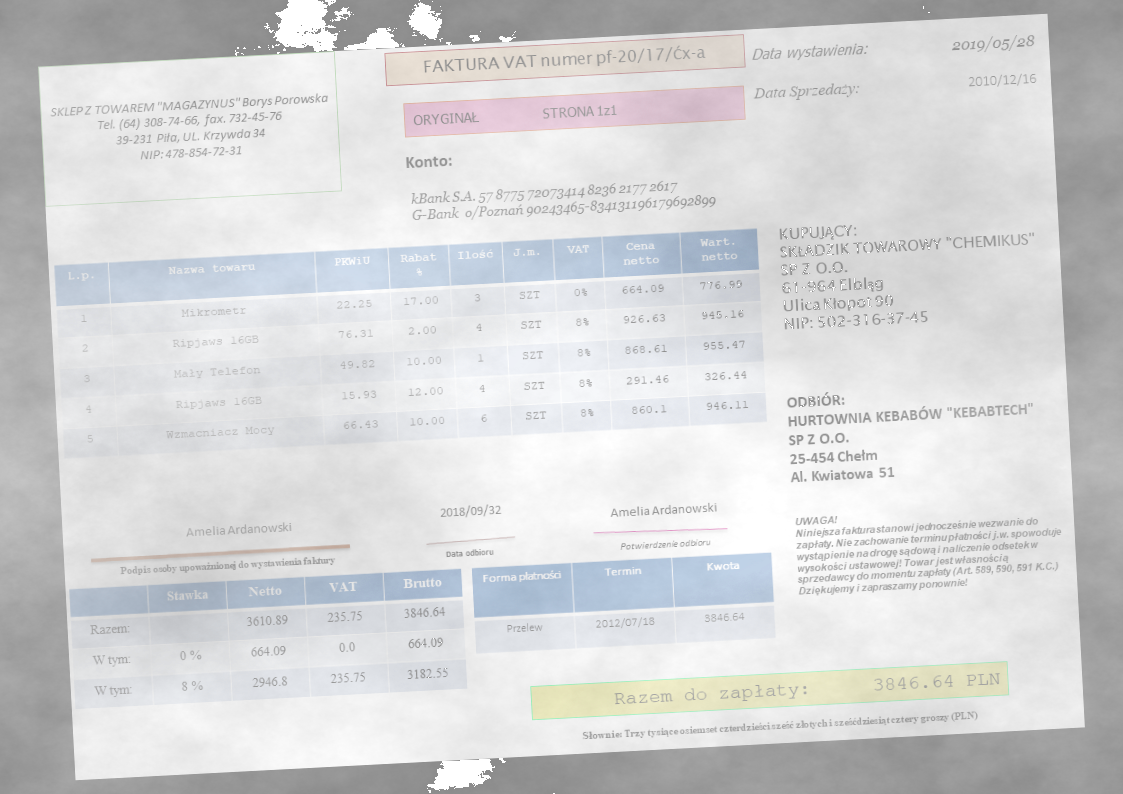 FAKTURA VAT numer pf-20/17/Ćx-a
Data wystawienia: 2019/05/28
SKLEP Z TOWAREM "MAGAZYNUS" Borys Porowska
Tel. (64) 308-74-66, fax. 732-45-76
39-231 Piła, UL. Krzywda 34
NIP: 478-854-72-31
ORYGINAŁ STRONA 1z1
Data Sprzedaży: 2010/12/16
Konto:
kBank S.A. 57 8775 72073414 8236 2177 2617
G-Bank o/Poznań 90243465-834131196179692899
KUPUJĄCY:
SKŁADZIK TOWAROWY "CHEMIKUS"
SP Z O.O.
61-964 Elbląg
Ulica Kłopot 90
NIP: 502-316-37-45
L.p. Nazwa towaru PKWiU Rabat % Ilość J.m. VAT Cena netto Wart. netto
1 Mikrometr 22.25 17.00 3 SZT 0% 664.09 776.99
2 Ripjaws 16GB 76.31 2.00 4 SZT 8% 926.63 945.16
3 Mały Telefon 49.82 10.00 1 SZT 8% 868.61 955.47
4 Ripjaws 16GB 15.93 12.00 4 SZT 8% 291.46 326.44
5 Wzmacniacz Mocy 66.43 10.00 6 SZT 8% 860.1 946.11
ODBIÓR:
HURTOWNIA KEBABÓW "KEBABTECH"
SP Z O.O.
25-454 Chełm
Al. Kwiatowa 51
Amelia Ardanowski
Podpis osoby upoważnionej do wystawienia faktury
2018/09/32
Data odbioru
Amelia Ardanowski
Potwierdzenie odbioru
UWAGA!
Niniejsza faktura stanowi jednocześnie wezwanie do
zapłaty. Nie zachowanie terminu płatności j.w. spowoduje
wystąpienie na drogę sądową i naliczenie odsetek w
wysokości ustawowej! Towar jest własnością
sprzedawcy do momentu zapłaty (Art. 589, 590, 591 K.C.)
Dziękujemy i zapraszamy ponownie!
Stawka Netto VAT Brutto
Razem: 3610.89 235.75 3846.64
W tym: 0 % 664.09 0.0 664.09
W tym: 8 % 2946.8 235.75 3182.55
Forma płatności Termin Kwota
Przelew 2012/07/18 3846.64
Razem do zapłaty: 3846.64 PLN
Słownie: Trzy tysiące osiemset czterdzieści sześć złotych i sześćdziesiąt cztery groszy (PLN)